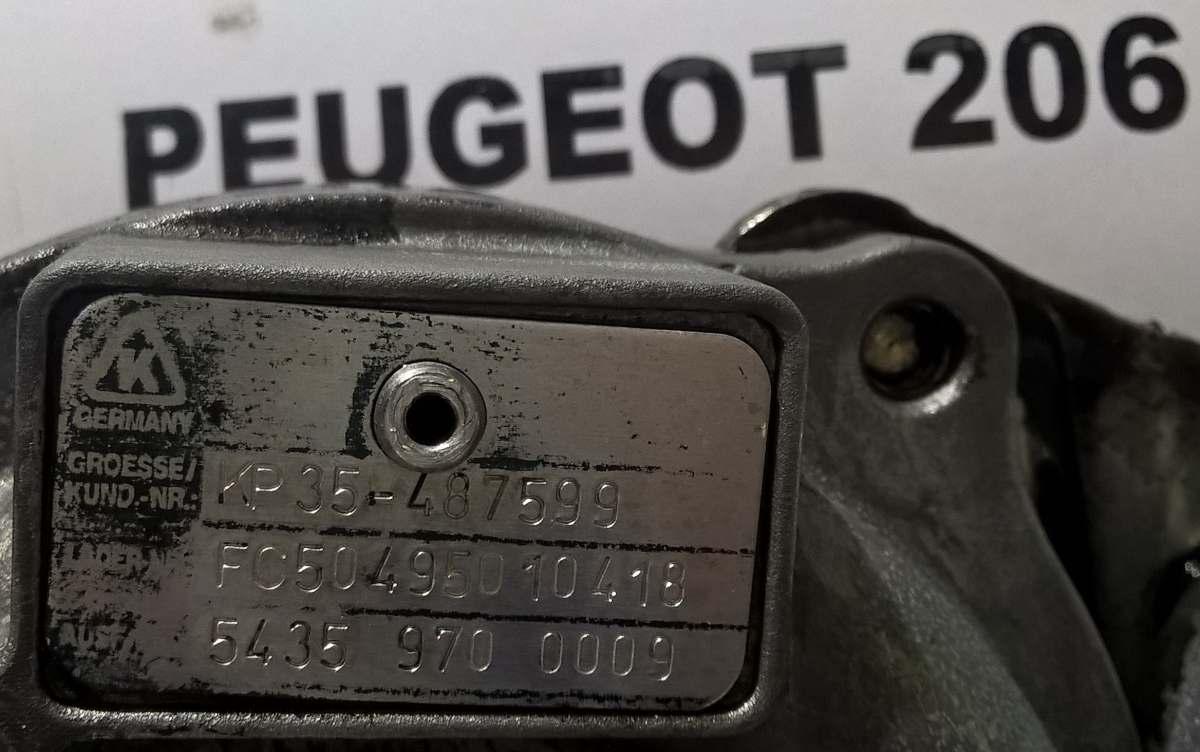 PEUGEOT 206
K
GERMANY
GROESSE/
KUND.-NR.: KP35-487599
FC50495010418
5435 970 0009